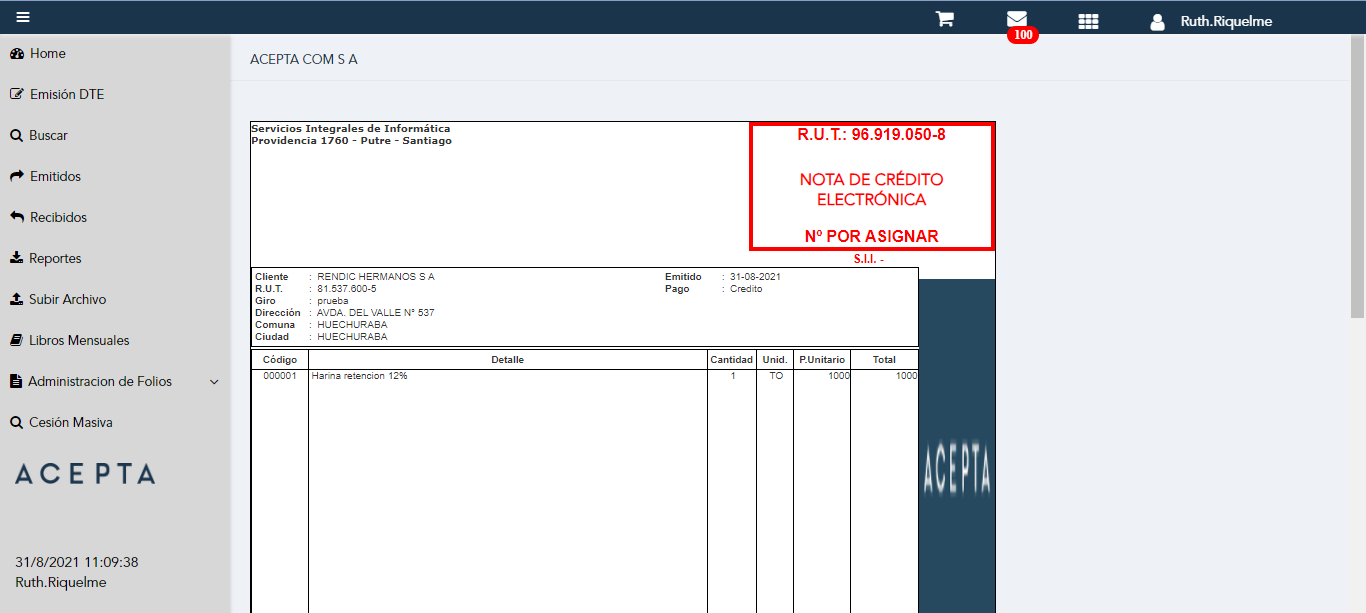 Ruth.Riquelme
100
Home
Emisión DTE
Buscar
Emitidos
Recibidos
Reportes
Subir Archivo
Libros Mensuales
Administracion de Folios
Cesión Masiva
ACEPTA
31/8/2021 11:09:38
Ruth.Riquelme
ACEPTA COM S A
Servicios Integrales de Informática
Providencia 1760 - Putre - Santiago
R.U.T.: 96.919.050-8
NOTA DE CRÉDITO
ELECTRÓNICA
Nº POR ASIGNAR
S.I.I. -
Cliente : RENDIC HERMANOS S A Emitido : 31-08-2021
R.U.T. : 81.537.600-5 Pago : Credito
Giro : prueba
Dirección : AVDA. DEL VALLE N° 537
Comuna : HUECHURABA
Ciudad : HUECHURABA
Código Detalle Cantidad Unid. P.Unitario Total
000001 Harina retencion 12% 1 TO 1000 1000
ACEPTA